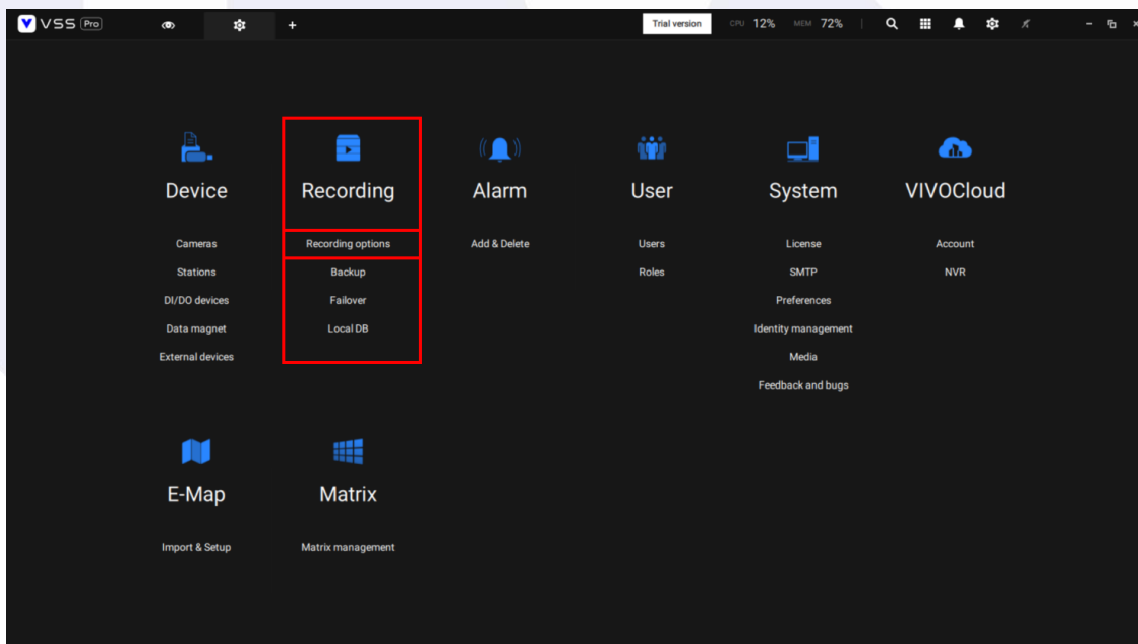 VSS Pro
Trial version CPU 12% MEM 72%
Device Recording Alarm User System VIVOCloud
Cameras Recording options Add & Delete Users License Account
Stations Backup Roles SMTP NVR
DI/DO devices Failover Preferences
Data magnet Local DB Identity management
External devices Media
Feedback and bugs
E-Map Matrix
Import & Setup Matrix management